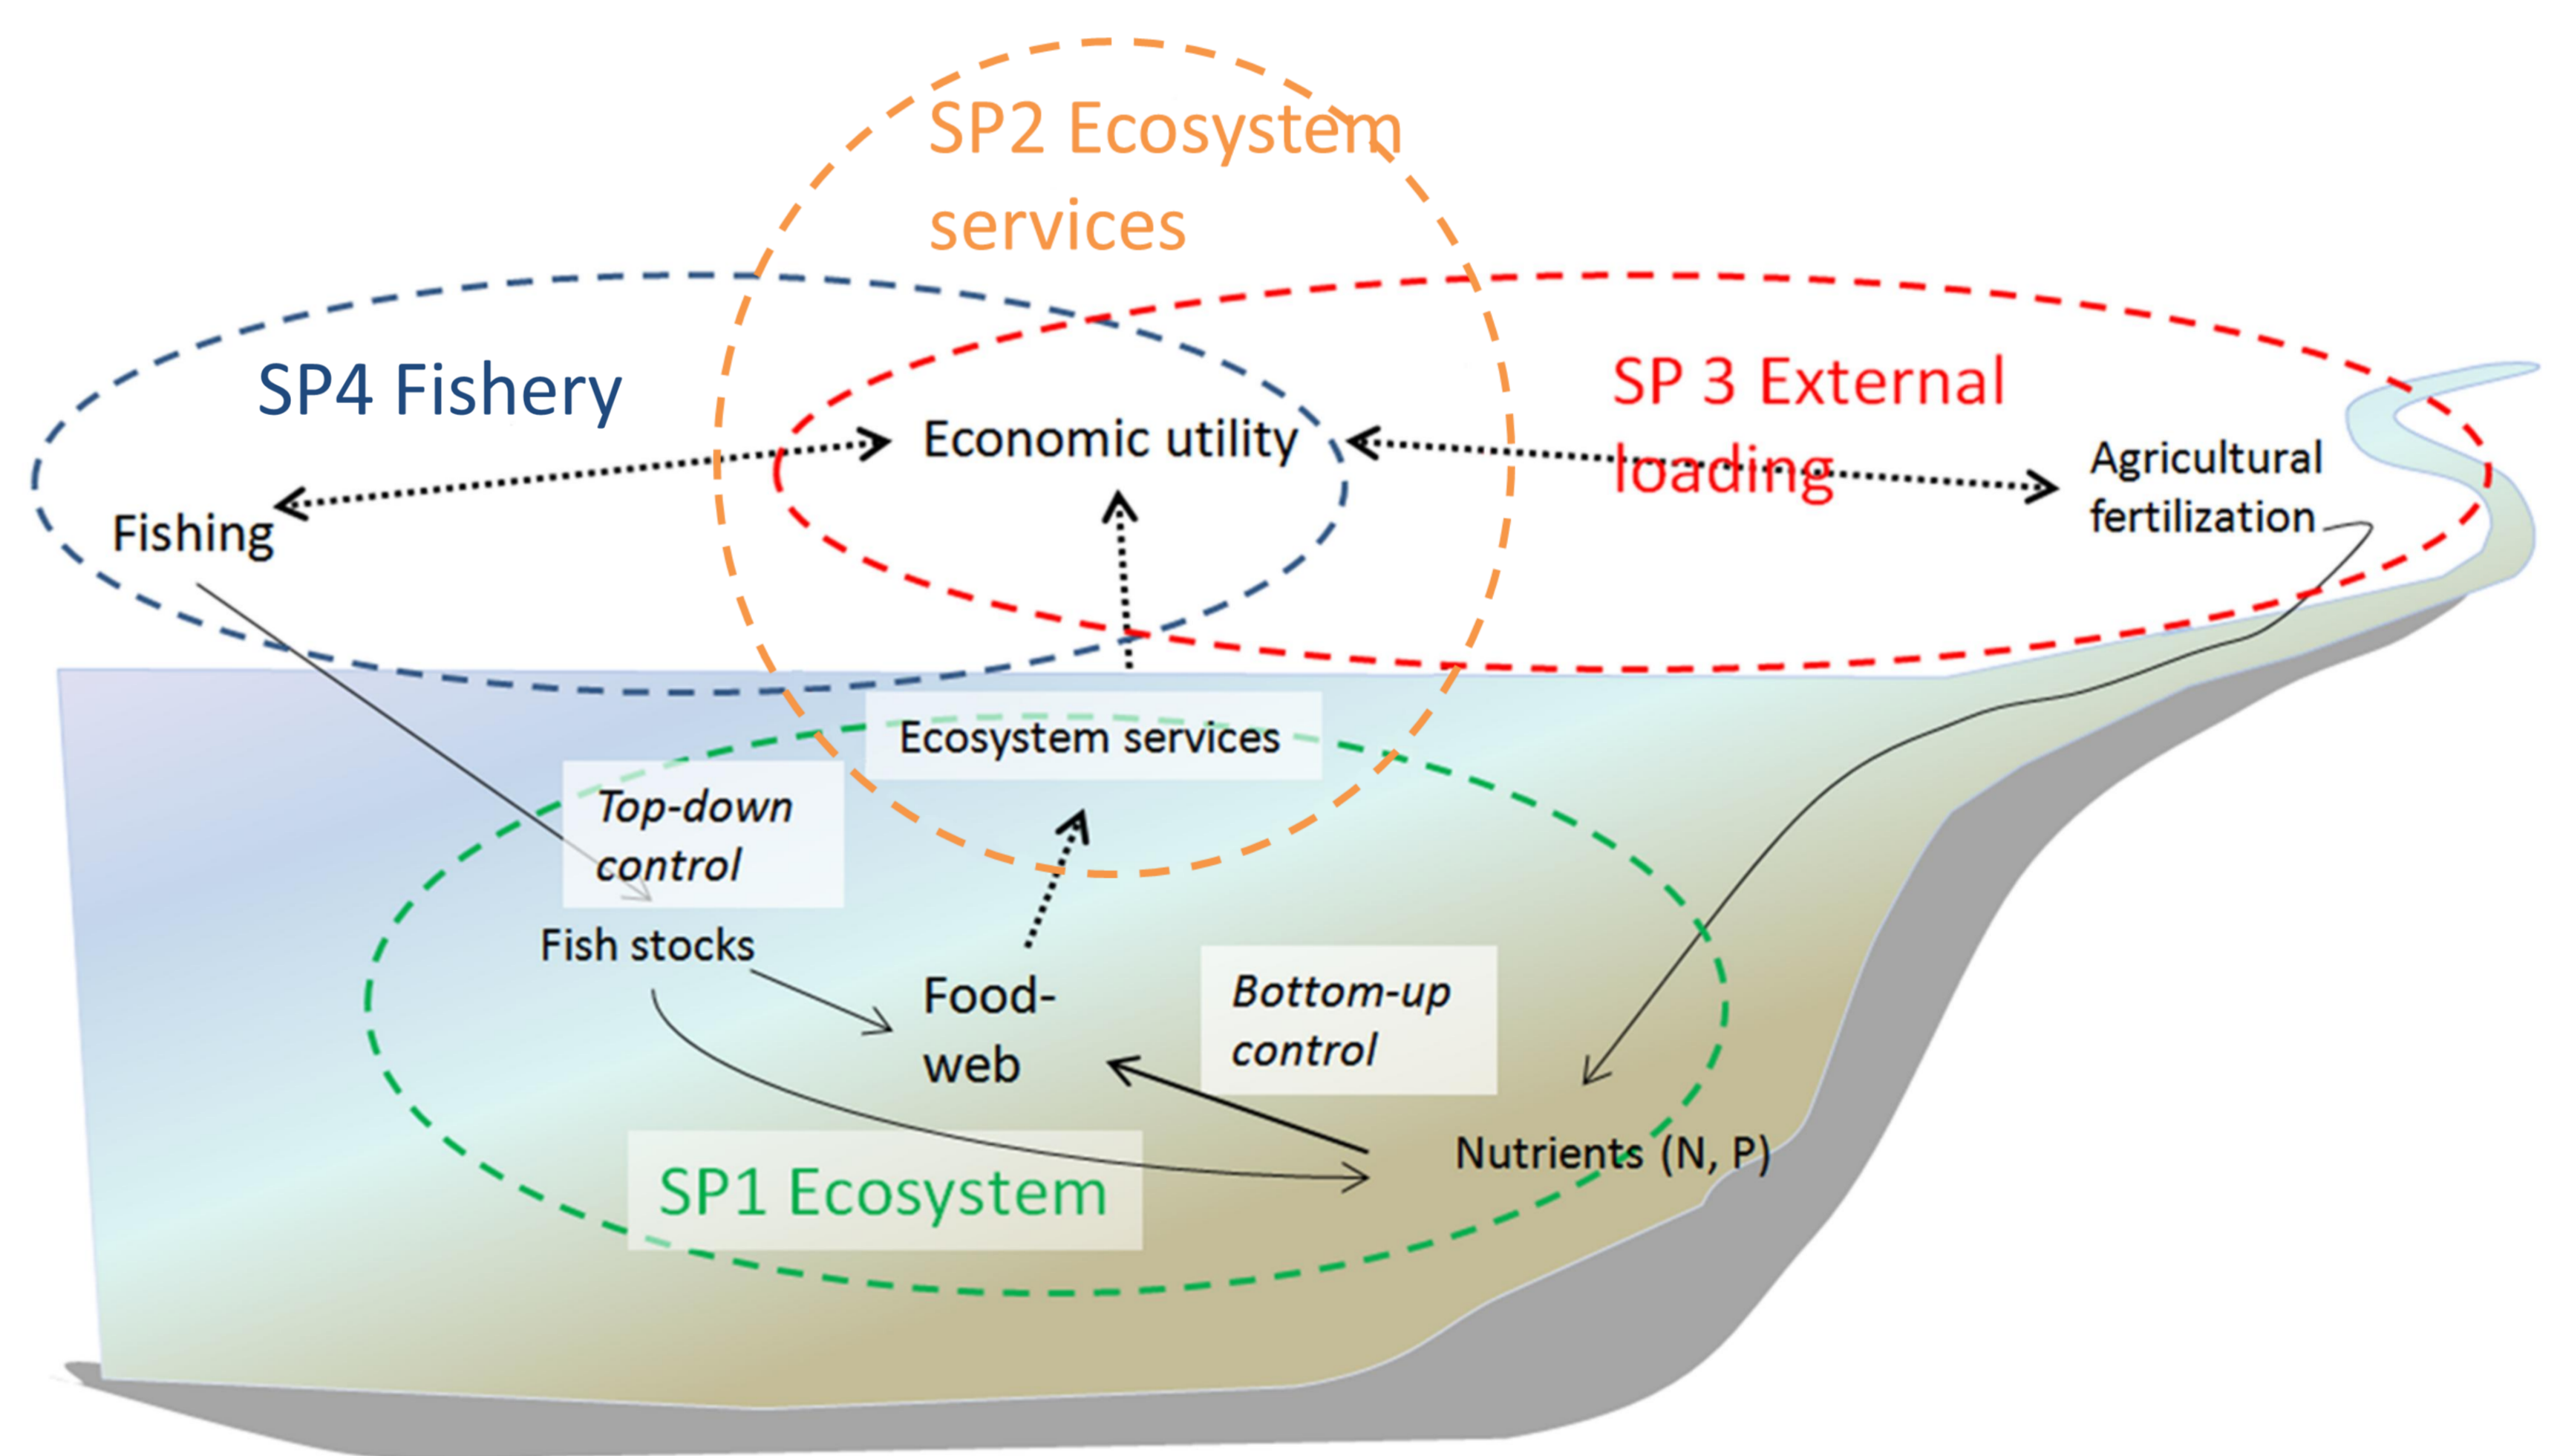 SP2 Ecosystem
services
SP4 Fishery
SP 3 External
loading
Economic utility
Agricultural
fertilization
Fishing
Ecosystem services
Top-down
control
Fish stocks
Food-
web
Bottom-up
control
Nutrients (N, P)
SP1 Ecosystem